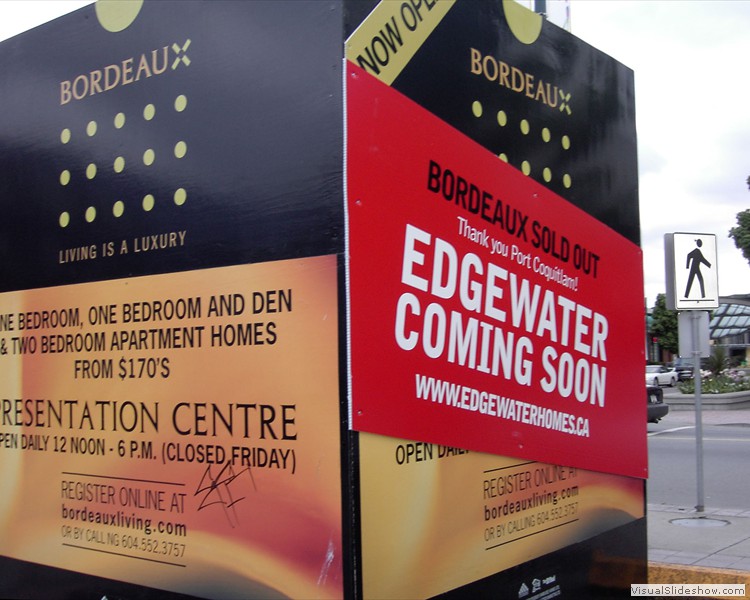 BORDEAUX
LIVING IS A LUXURY
NE BEDROOM, ONE BEDROOM AND DEN
& TWO BEDROOM APARTMENT HOMES
FROM $170'S
PRESENTATION CENTRE
PEN DAILY 12 NOON - 6 P.M. (CLOSED FRIDAY)
REGISTER ONLINE AT
bordeauxliving.com
OR BY CALLING 604.552.3757
NOW OPE
BORDEAUX
BORDEAUX SOLD OUT
Thank you Port Coquitlam!
EDGEWATER
COMING SOON
WWW.EDGEWATERHOMES.CA
OPEN DAIL
REGISTER ONLINE AT
bordeauxliving.com
OR BY CALLING 604.552.3757
VisualSlideshow.com